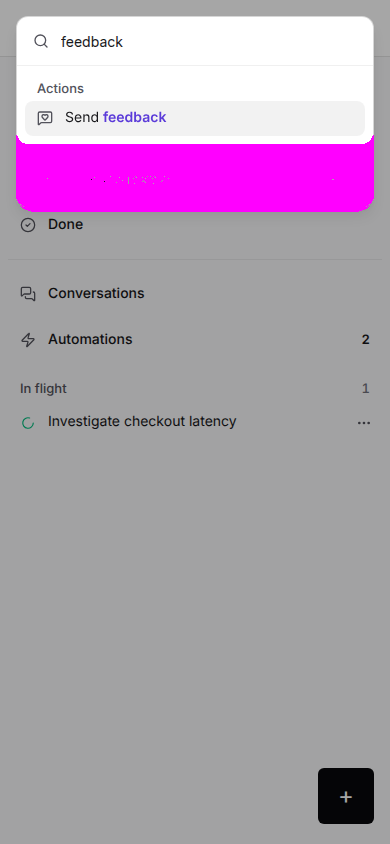 feedback
Actions
Send feedback
Done
Conversations
Automations 2
In flight 1
Investigate checkout latency